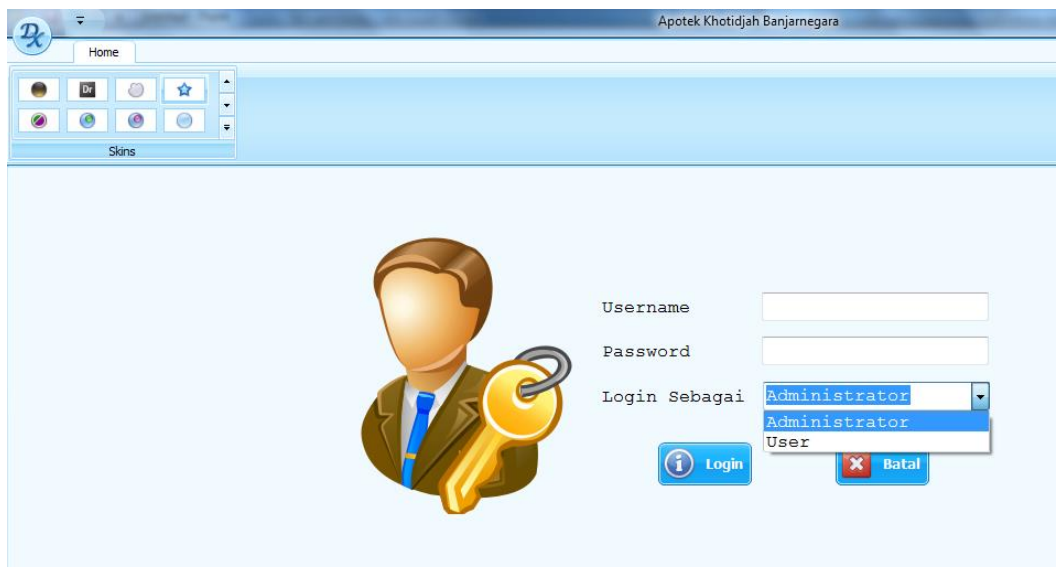 Apotek Khotidjah Banjarnegara
Home
Dr
Skins
Username
Password
Login Sebagai Administrator
Administrator
User
Login Batal